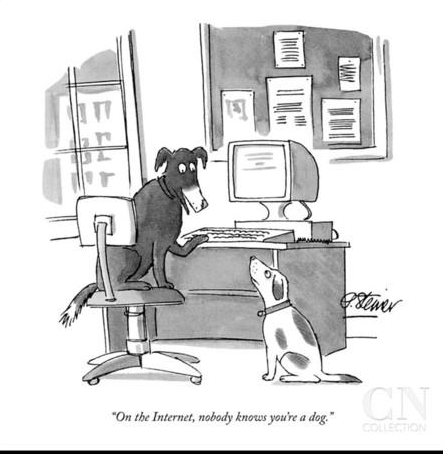 P. Steiner
"On the Internet, nobody knows you're a dog."
CN
COLLECTION